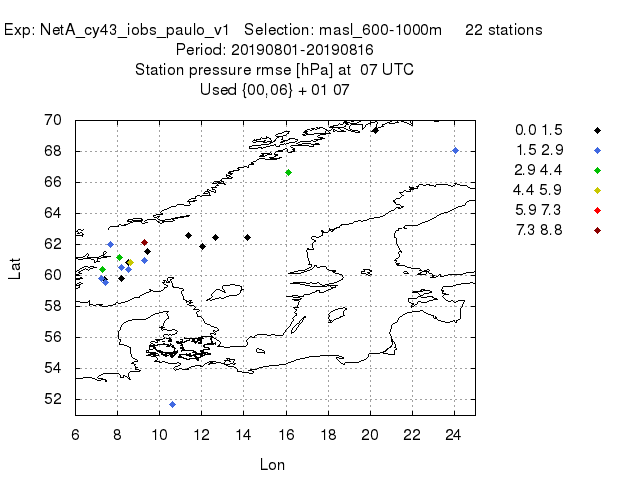 Exp: NetA_cy43_iobs_paulo_v1 Selection: masl_600-1000m 22 stations
Period: 20190801-20190816
Station pressure rmse [hPa] at 07 UTC
Used {00,06} + 01 07
70
68
66
64
62
60
58
56
54
52
Lat
6 8 10 12 14 16 18 20 22 24
Lon
0.0 1.5
1.5 2.9
2.9 4.4
4.4 5.9
5.9 7.3
7.3 8.8